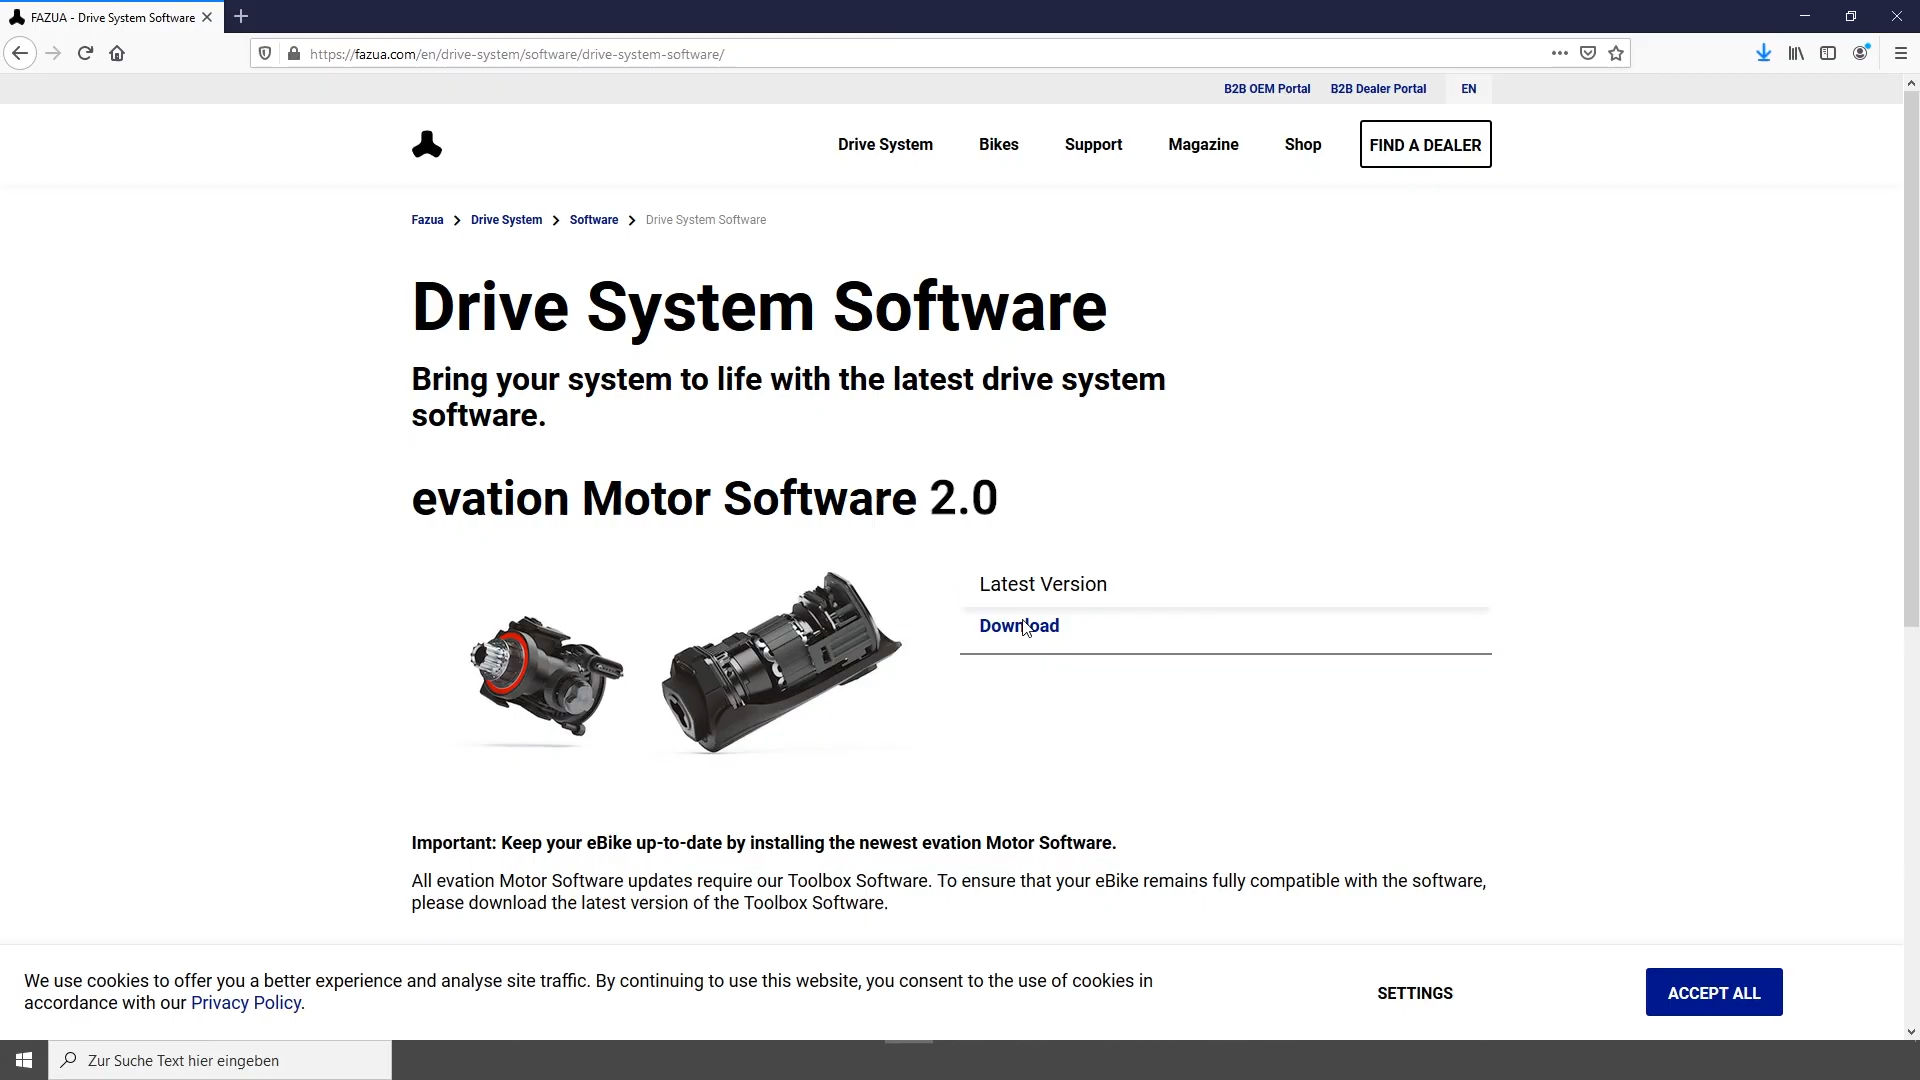 FAZUA - Drive System Software
https://fazua.com/en/drive-system/software/drive-system-software/
B2B OEM Portal B2B Dealer Portal EN
Drive System Bikes Support Magazine Shop FIND A DEALER
Fazua Drive System Software Drive System Software
Drive System Software
Bring your system to life with the latest drive system
software.
evation Motor Software 2.0
Latest Version
Download
Important: Keep your eBike up-to-date by installing the newest evation Motor Software.
All evation Motor Software updates require our Toolbox Software. To ensure that your eBike remains fully compatible with the software,
please download the latest version of the Toolbox Software.
We use cookies to offer you a better experience and analyse site traffic. By continuing to use this website, you consent to the use of cookies in
accordance with our Privacy Policy.
SETTINGS ACCEPT ALL
Zur Suche Text hier eingeben